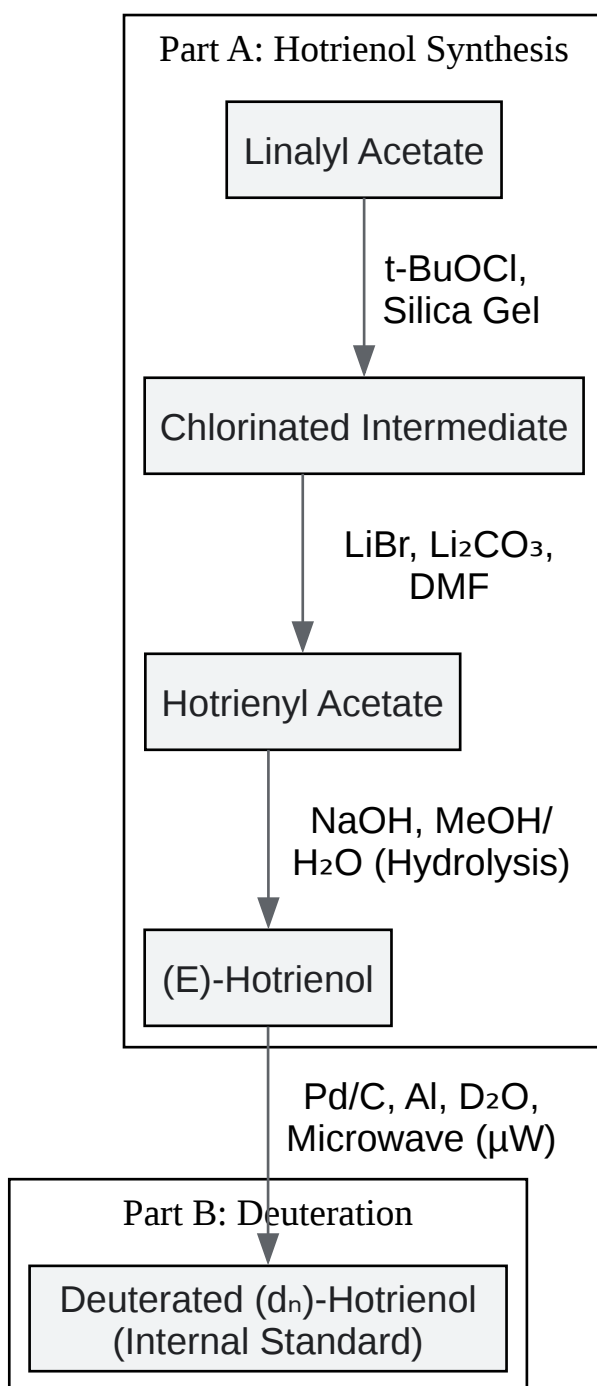 Part A: Hotrienol Synthesis
Linalyl Acetate
t-BuOCl,
Silica Gel
Chlorinated Intermediate
LiBr, Li₂CO₃,
DMF
Hotrienyl Acetate
NaOH, MeOH/
H₂O (Hydrolysis)
(E)-Hotrienol
Pd/C, Al, D₂O,
Microwave (µW)
Part B: Deuteration
Deuterated (dₙ)-Hotrienol
(Internal Standard)